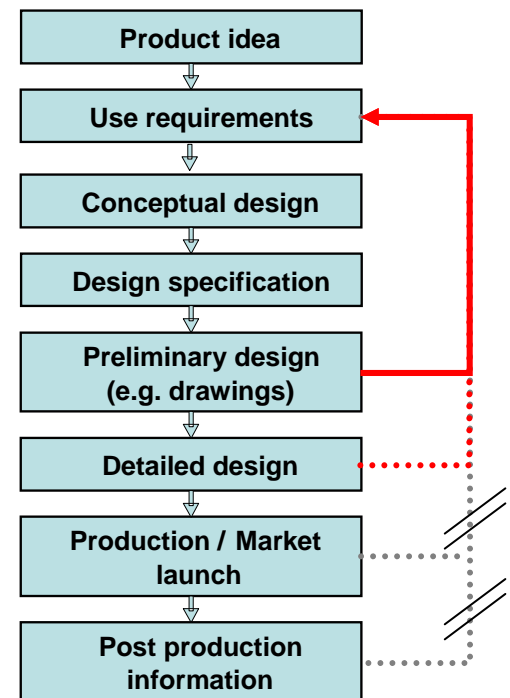 Product idea
Use requirements
Conceptual design
Design specification
Preliminary design
(e.g. drawings)
Detailed design
Production / Market
launch
Post production
information